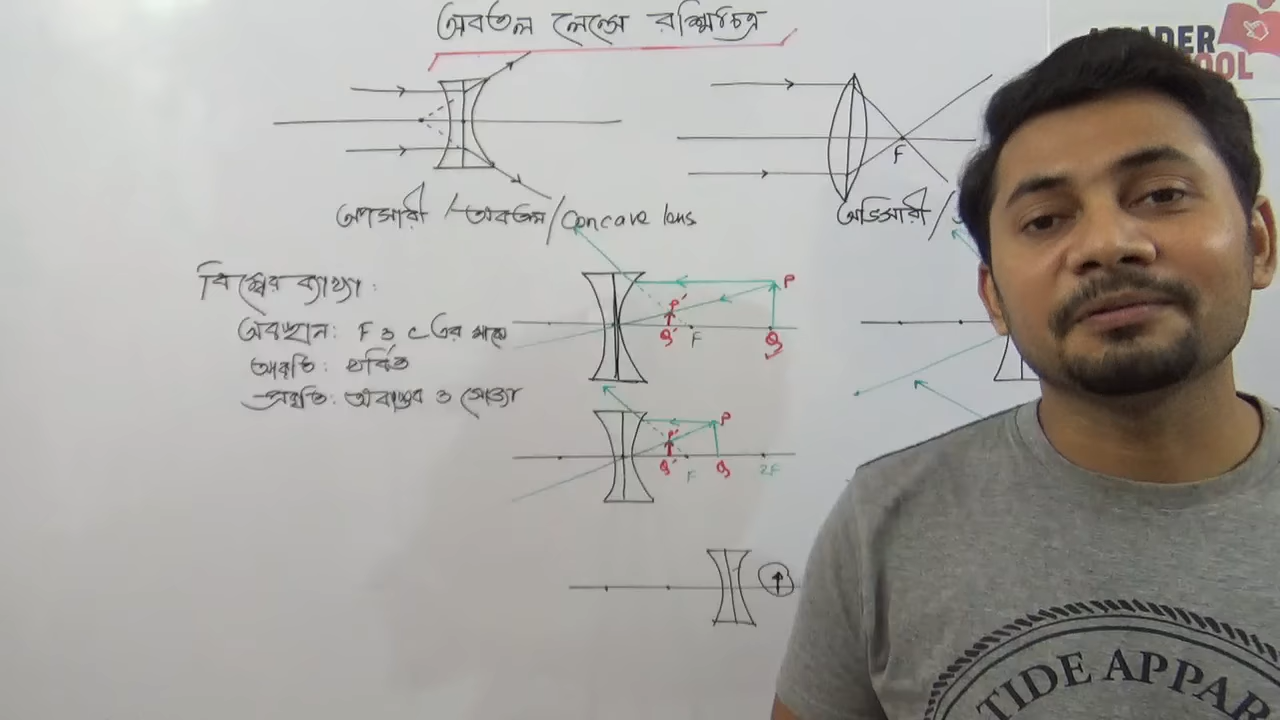 অবতল লেন্সে রশ্মিচিত্র
F
অপসারী / অবতল / Concave lens
অভিসারী /
বিম্বের ব্যাখ্যা:
অবস্থান: F ও C এর মাঝে
আকৃতি: খর্বিত
প্রকৃতি: অবাস্তব ও সোজা
P
P'
Q' F Q
P
P'
Q' F Q 2F
TIDE APPAR